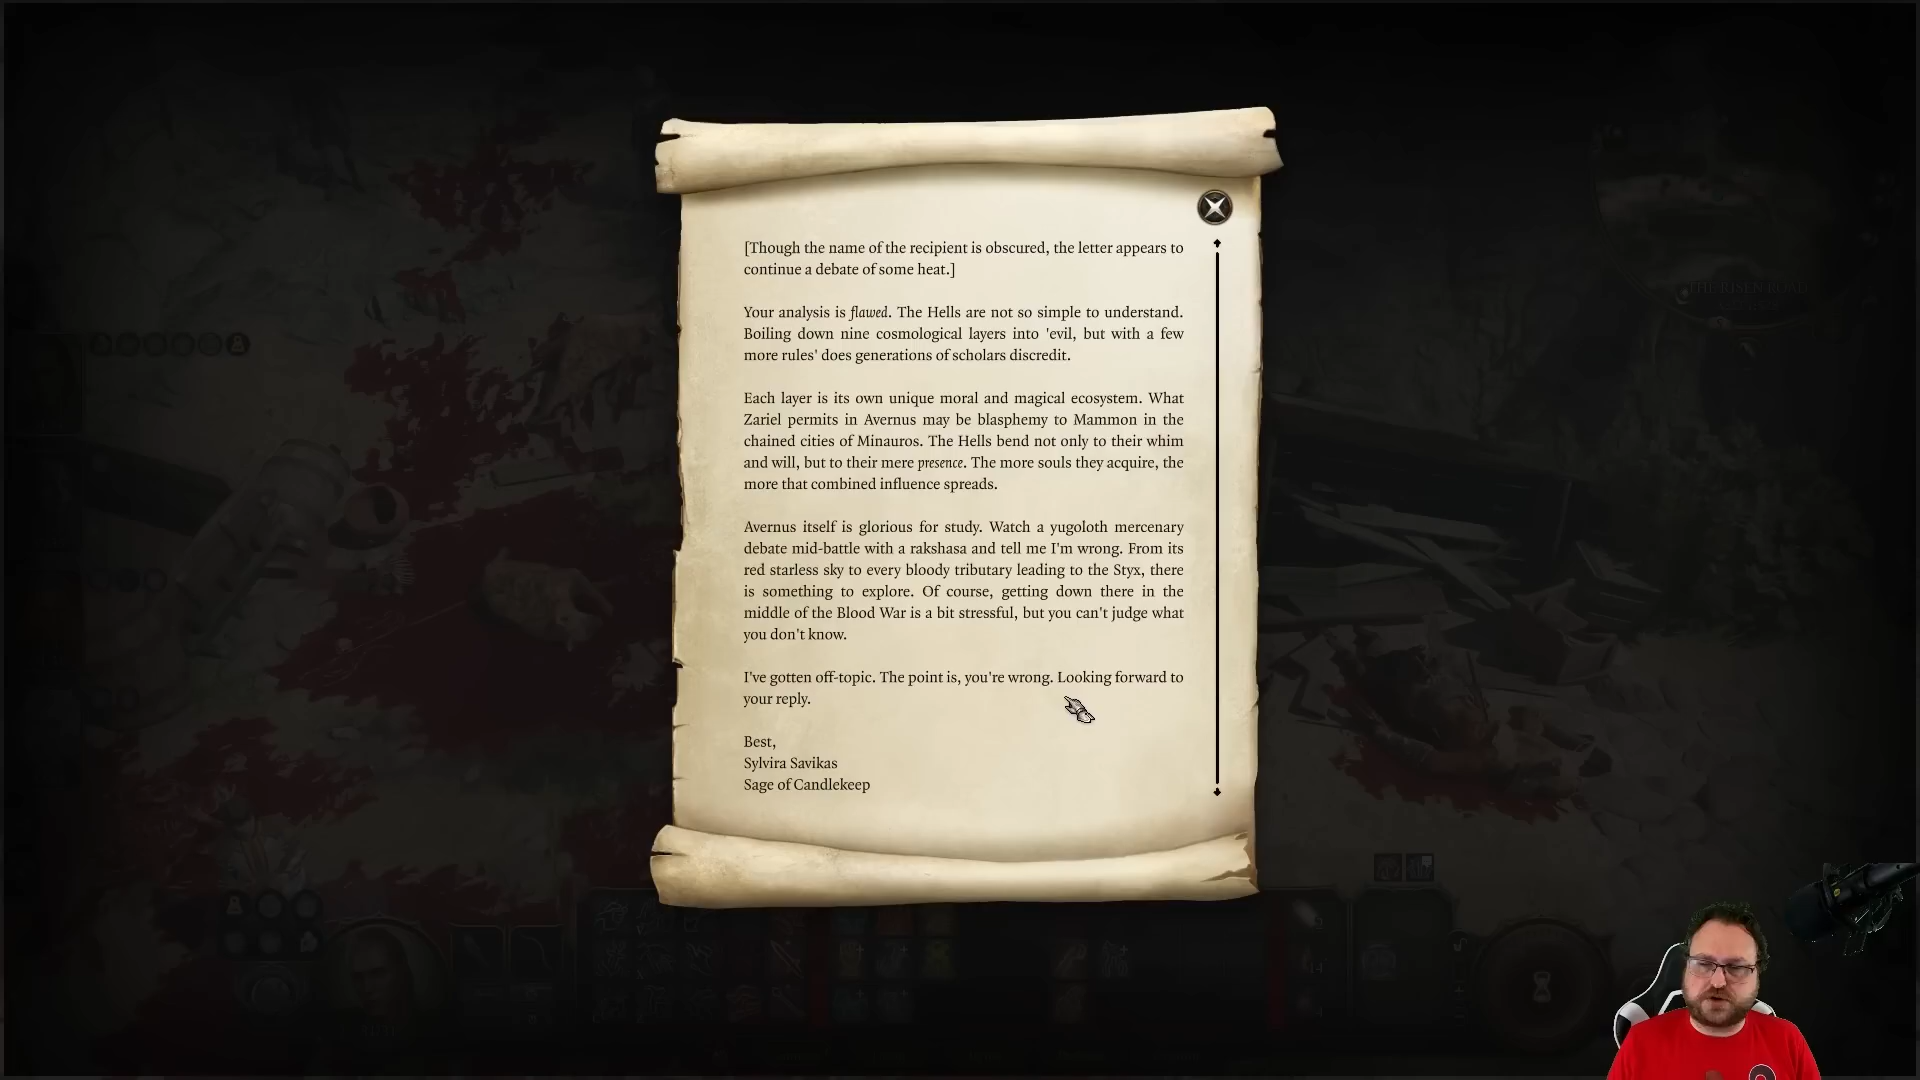 THE RISEN ROAD
[Though the name of the recipient is obscured, the letter appears to
continue a debate of some heat.]
Your analysis is flawed. The Hells are not so simple to understand.
Boiling down nine cosmological layers into 'evil, but with a few
more rules' does generations of scholars discredit.
Each layer is its own unique moral and magical ecosystem. What
Zariel permits in Avernus may be blasphemy to Mammon in the
chained cities of Minauros. The Hells bend not only to their whim
and will, but to their mere presence. The more souls they acquire, the
more that combined influence spreads.
Avernus itself is glorious for study. Watch a yugoloth mercenary
debate mid-battle with a rakshasa and tell me I'm wrong. From its
red starless sky to every bloody tributary leading to the Styx, there
is something to explore. Of course, getting down there in the
middle of the Blood War is a bit stressful, but you can't judge what
you don't know.
I've gotten off-topic. The point is, you're wrong. Looking forward to
your reply.
Best,
Sylvira Savikas
Sage of Candlekeep